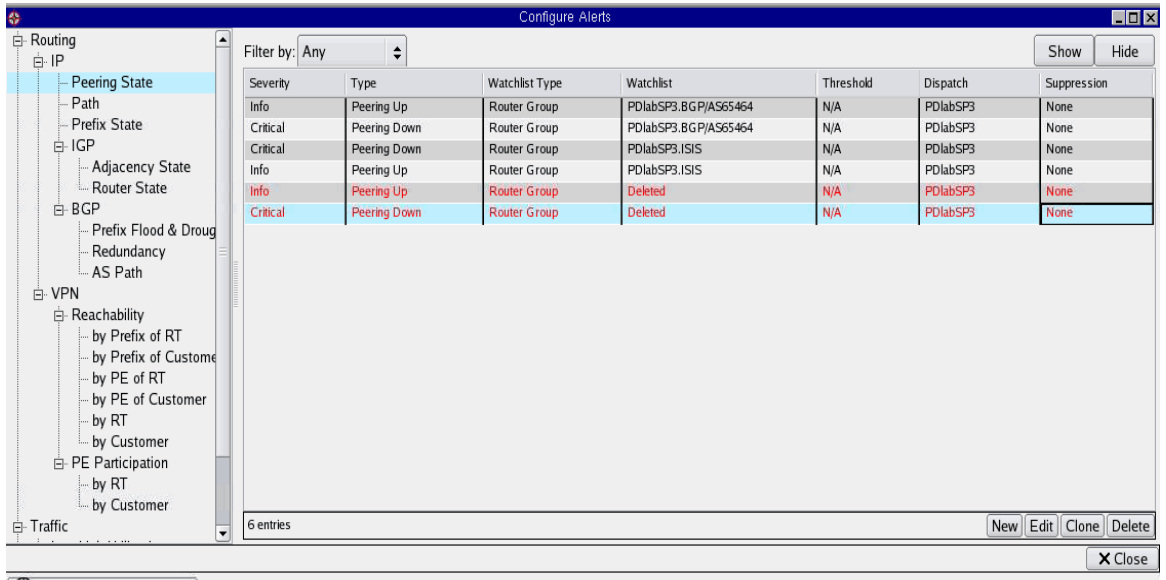 Configure Alerts
Routing
IP
Peering State
Path
Prefix State
IGP
Adjacency State
Router State
BGP
Prefix Flood & Droug
Redundancy
AS Path
VPN
Reachability
by Prefix of RT
by Prefix of Custome
by PE of RT
by PE of Customer
by RT
by Customer
PE Participation
by RT
by Customer
Traffic
Filter by: Any
Show Hide
Severity Type Watchlist Type Watchlist Threshold Dispatch Suppression
Info Peering Up Router Group PDlabSP3.BGP/AS65464 N/A PDlabSP3 None
Critical Peering Down Router Group PDlabSP3.BGP/AS65464 N/A PDlabSP3 None
Critical Peering Down Router Group PDlabSP3.ISIS N/A PDlabSP3 None
Info Peering Up Router Group PDlabSP3.ISIS N/A PDlabSP3 None
Info Peering Up Router Group Deleted N/A PDlabSP3 None
Critical Peering Down Router Group Deleted N/A PDlabSP3 None
6 entries
New Edit Clone Delete
Close